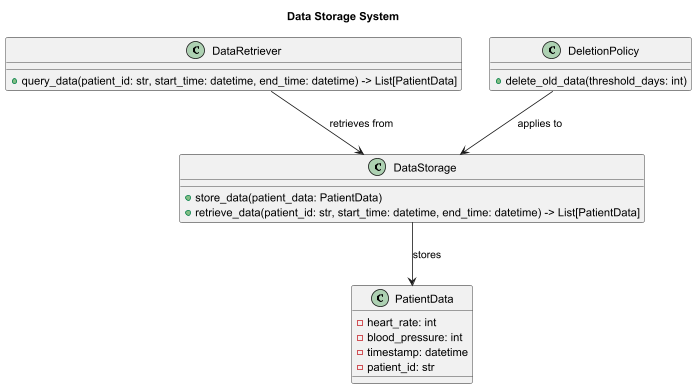 Data Storage System
C DataRetriever
query_data(patient_id: str, start_time: datetime, end_time: datetime) -> List[PatientData]
C DeletionPolicy
delete_old_data(threshold_days: int)
retrieves from
applies to
C DataStorage
store_data(patient_data: PatientData)
retrieve_data(patient_id: str, start_time: datetime, end_time: datetime) -> List[PatientData]
stores
C PatientData
heart_rate: int
blood_pressure: int
timestamp: datetime
patient_id: str